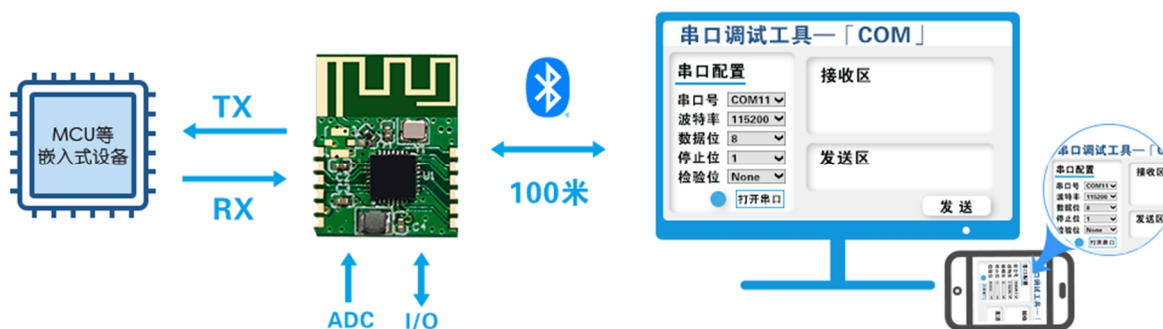 MCU等
嵌入式设备
TX
RX
U1
C4
ADC
I/O
100米
串口调试工具—「COM」
串口配置
串口号 COM11
波特率 115200
数据位 8
停止位 1
检验位 None
打开串口
接收区
发送区
发送
串口调试工具—「C
串口配置
串口号 COM11
波特率 115200
数据位 8
停止位 1
检验位 None
打开串口
接收区
发送区